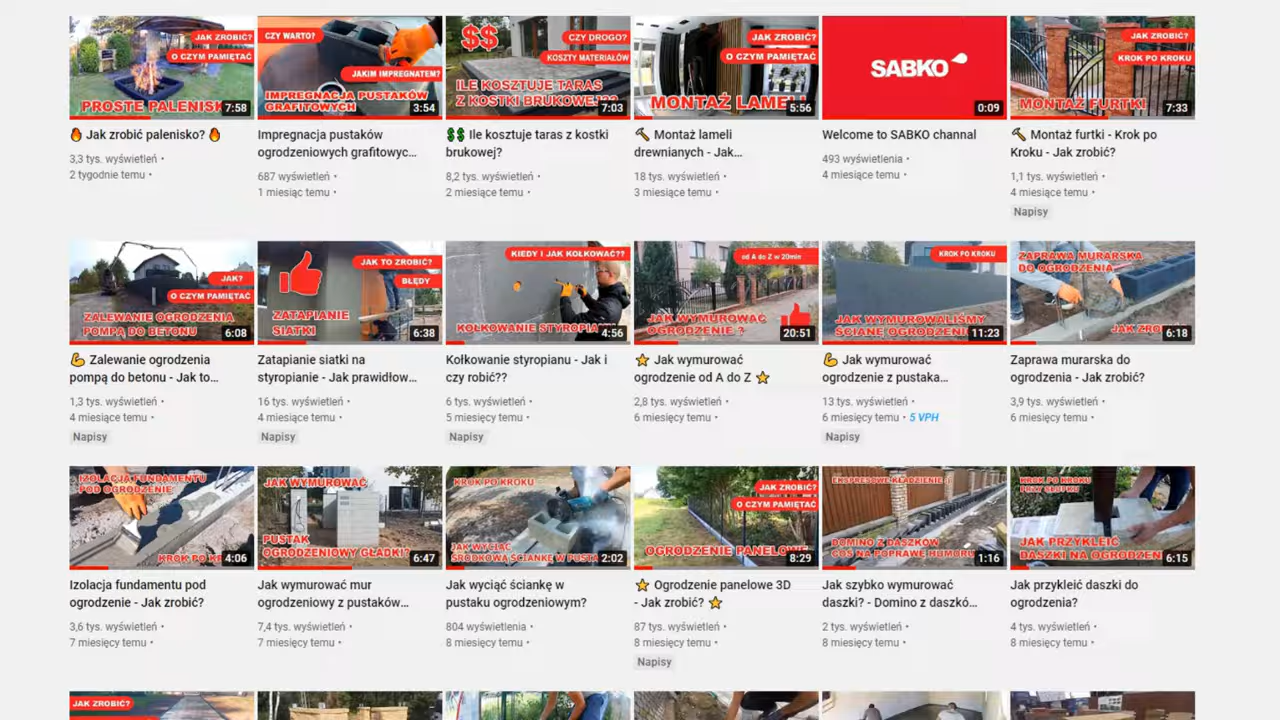 JAK ZROBIĆ?
O CZYM PAMIĘTAĆ
PROSTE PALENISK
7:58
CZY WARTO?
JAKIM IMPREGNATEM?
IMPREGNACJA PUSTAKÓW
GRAFITOWYCH
3:54
$$
CZY DROGO?
KOSZTY MATERIAŁÓW
ILE KOSZTUJE TARAS
Z KOSTKI BRUKOWEJ??
7:03
JAK ZROBIĆ?
O CZYM PAMIĘTAĆ
MONTAŻ LAMELI
5:56
SABKO
0:09
JAK ZROBIĆ?
KROK PO KROKU
MONTAŻ FURTKI
7:33
🔥 Jak zrobić palenisko? 🔥
3,3 tys. wyświetleń •
2 tygodnie temu •
Impregnacja pustaków
ogrodzeniowych grafitowyc...
687 wyświetleń •
1 miesiąc temu •
💲💲 Ile kosztuje taras z kostki
brukowej?
8,2 tys. wyświetleń •
2 miesiące temu •
🔨 Montaż lameli
drewnianych - Jak...
18 tys. wyświetleń •
3 miesiące temu •
Welcome to SABKO channal
493 wyświetlenia •
4 miesiące temu •
🔨 Montaż furtki - Krok po
Kroku - Jak zrobić?
1,1 tys. wyświetleń •
4 miesiące temu •
Napisy
JAK?
O CZYM PAMIĘTAĆ
ZALEWANIE OGRODZENIA
POMPĄ DO BETONU
6:08
JAK TO ZROBIĆ?
BŁĘDY
ZATAPIANIE
SIATKI
6:38
KIEDY I JAK KOŁKOWAĆ??
KOŁKOWANIE STYROPIA
4:56
od A do Z w 20min
JAK WYMUROWAĆ
OGRODZENIE ?
20:51
KROK PO KROKU
JAK WYMUROWALIŚMY
ŚCIANĘ OGRODZENI
11:23
ZAPRAWA MURARSKA
DO OGRODZENIA
JAK ZRO
6:18
💪 Zalewanie ogrodzenia
pompą do betonu - Jak to...
1,3 tys. wyświetleń •
4 miesiące temu •
Napisy
Zatapianie siatki na
styropianie - Jak prawidłow...
16 tys. wyświetleń •
4 miesiące temu •
Napisy
Kołkowanie styropianu - Jak i
czy robić??
6 tys. wyświetleń •
5 miesięcy temu •
Napisy
⭐ Jak wymurować
ogrodzenie od A do Z ⭐
2,8 tys. wyświetleń •
6 miesięcy temu •
💪 Jak wymurować
ogrodzenie z pustaka...
13 tys. wyświetleń •
6 miesięcy temu • 5 VPH
Napisy
Zaprawa murarska do
ogrodzenia - Jak zrobić?
3,9 tys. wyświetleń •
6 miesięcy temu •
IZOLACJA FUNDAMENTU
POD OGRODZENIE
KROK PO KR
4:06
JAK WYMUROWAĆ
PUSTAK
OGRODZENIOWY GŁADKI?
6:47
KROK PO KROKU
JAK WYCIĄĆ
ŚRODKOWĄ ŚCIANKĘ W PUSTA
2:02
JAK ZROBIĆ?
O CZYM PAMIĘTAĆ
OGRODZENIE PANELOWE
8:29
EKSPRESOWE KŁADZENIE
DOMINO Z DASZKÓW
COŚ NA POPRAWĘ HUMORU
1:16
KROK PO KROKU
PRZY SŁUPKU
JAK PRZYKLEIĆ
DASZKI NA OGRODZEN
6:15
Izolacja fundamentu pod
ogrodzenie - Jak zrobić?
3,6 tys. wyświetleń •
7 miesięcy temu •
Jak wymurować mur
ogrodzeniowy z pustaków...
7,4 tys. wyświetleń •
7 miesięcy temu •
Jak wyciąć ściankę w
pustaku ogrodzeniowym?
804 wyświetlenia •
8 miesięcy temu •
⭐ Ogrodzenie panelowe 3D
- Jak zrobić? ⭐
87 tys. wyświetleń •
8 miesięcy temu •
Napisy
Jak szybko wymurować
daszki? - Domino z daszkó...
2 tys. wyświetleń •
8 miesięcy temu •
Jak przykleić daszki do
ogrodzenia?
4 tys. wyświetleń •
8 miesięcy temu •
JAK ZROBIĆ?